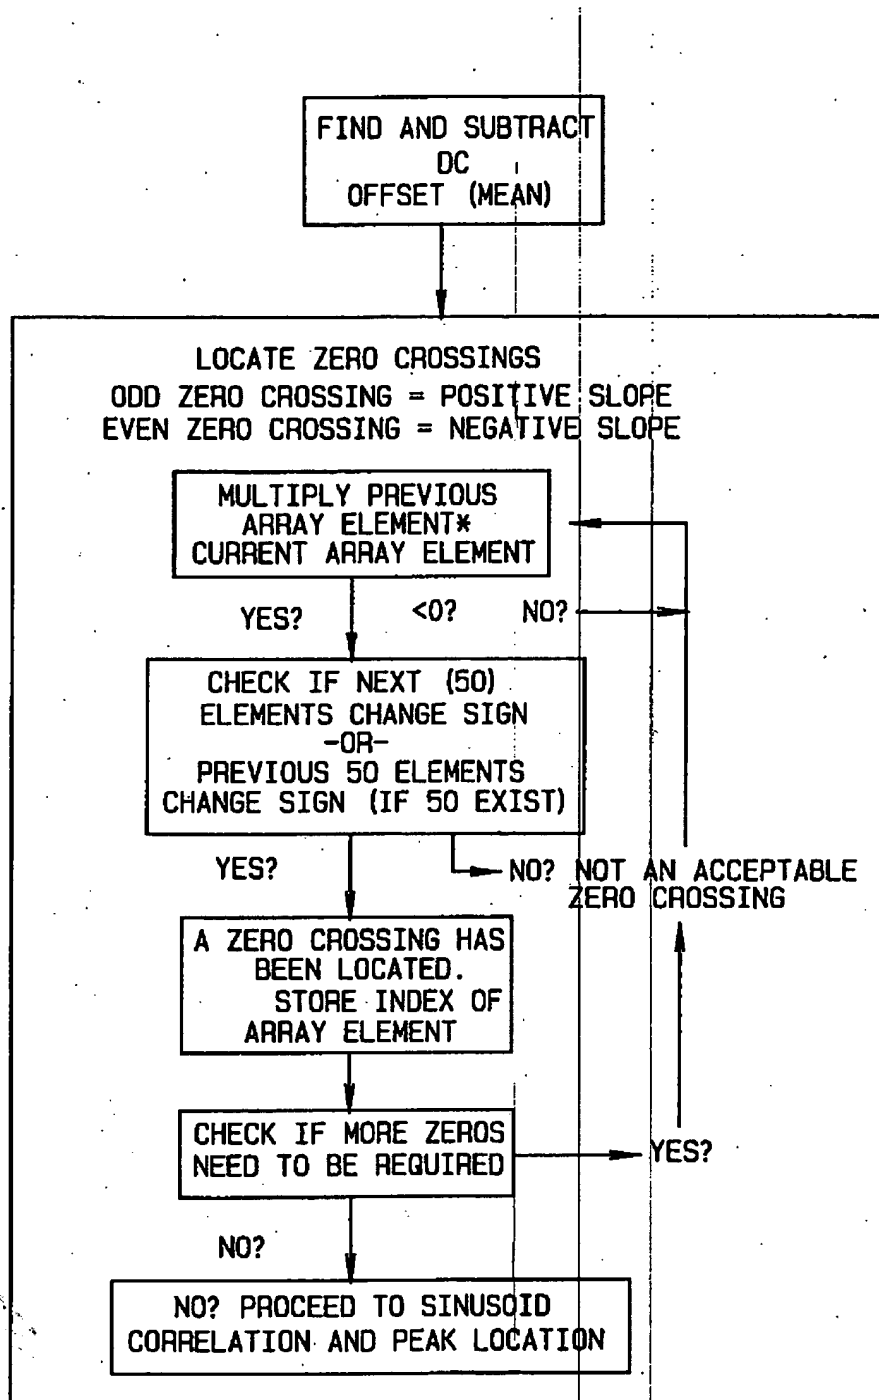 FIND AND SUBTRACT
DC
OFFSET (MEAN)
LOCATE ZERO CROSSINGS
ODD ZERO CROSSING = POSITIVE SLOPE
EVEN ZERO CROSSING = NEGATIVE SLOPE
MULTIPLY PREVIOUS
ARRAY ELEMENT*
CURRENT ARRAY ELEMENT
YES? <0? NO?
CHECK IF NEXT (50)
ELEMENTS CHANGE SIGN
-OR-
PREVIOUS 50 ELEMENTS
CHANGE SIGN (IF 50 EXIST)
YES?
NO? NOT AN ACCEPTABLE
ZERO CROSSING
A ZERO CROSSING HAS
BEEN LOCATED.
STORE INDEX OF
ARRAY ELEMENT
CHECK IF MORE ZEROS
NEED TO BE REQUIRED
YES?
NO?
NO? PROCEED TO SINUSOID
CORRELATION AND PEAK LOCATION